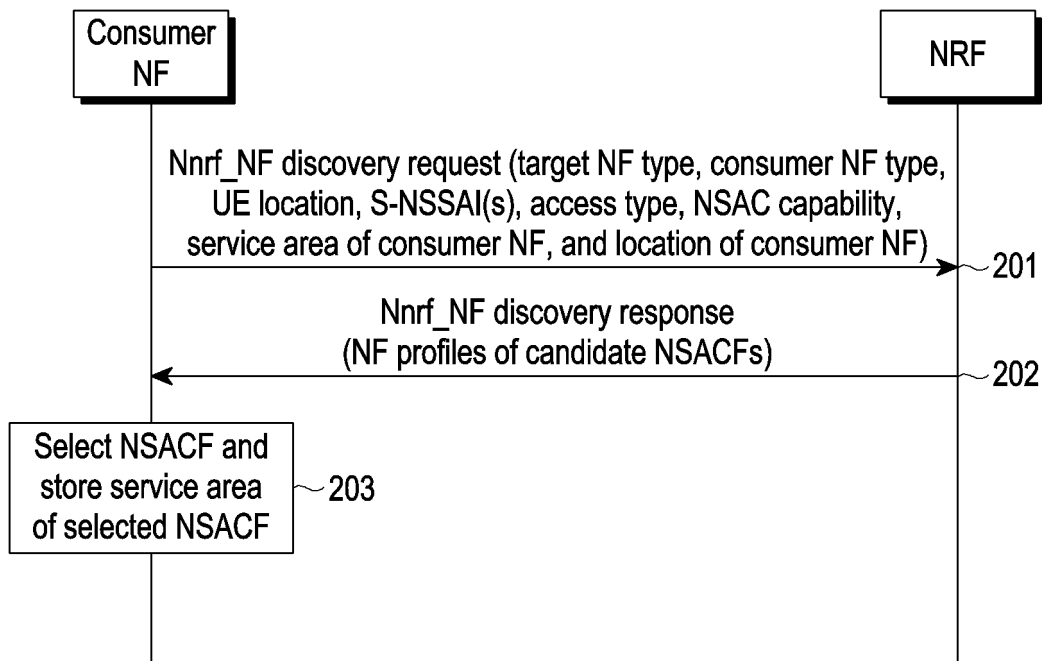 Consumer
NF
NRF
Nnrf_NF discovery request (target NF type, consumer NF type,
UE location, S-NSSAI(s), access type, NSAC capability,
service area of consumer NF, and location of consumer NF)
201
Nnrf_NF discovery response
(NF profiles of candidate NSACFs)
202
Select NSACF and
store service area
of selected NSACF
203